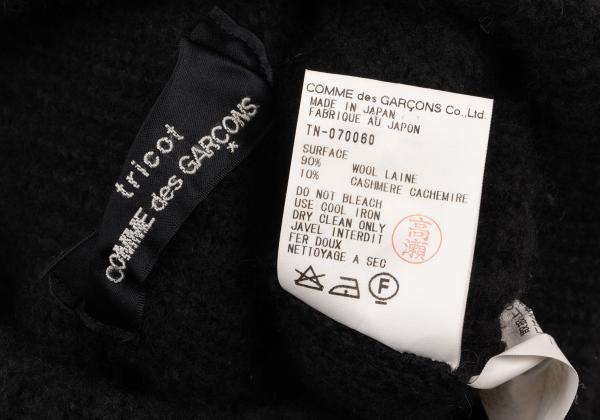 tricot
COMME des GARÇONS
*
COMME des GARÇONS Co.,Ltd.
MADE IN JAPAN
FABRIQUE AU JAPON
TN-070060
SURFACE
90% WOOL LAINE
10% CASHMERE CACHEMIRE
DO NOT BLEACH
USE COOL IRON
DRY CLEAN ONLY
JAVEL INTERDIT
FER DOUX
NETTOYAGE A SEC
高
瀬
F